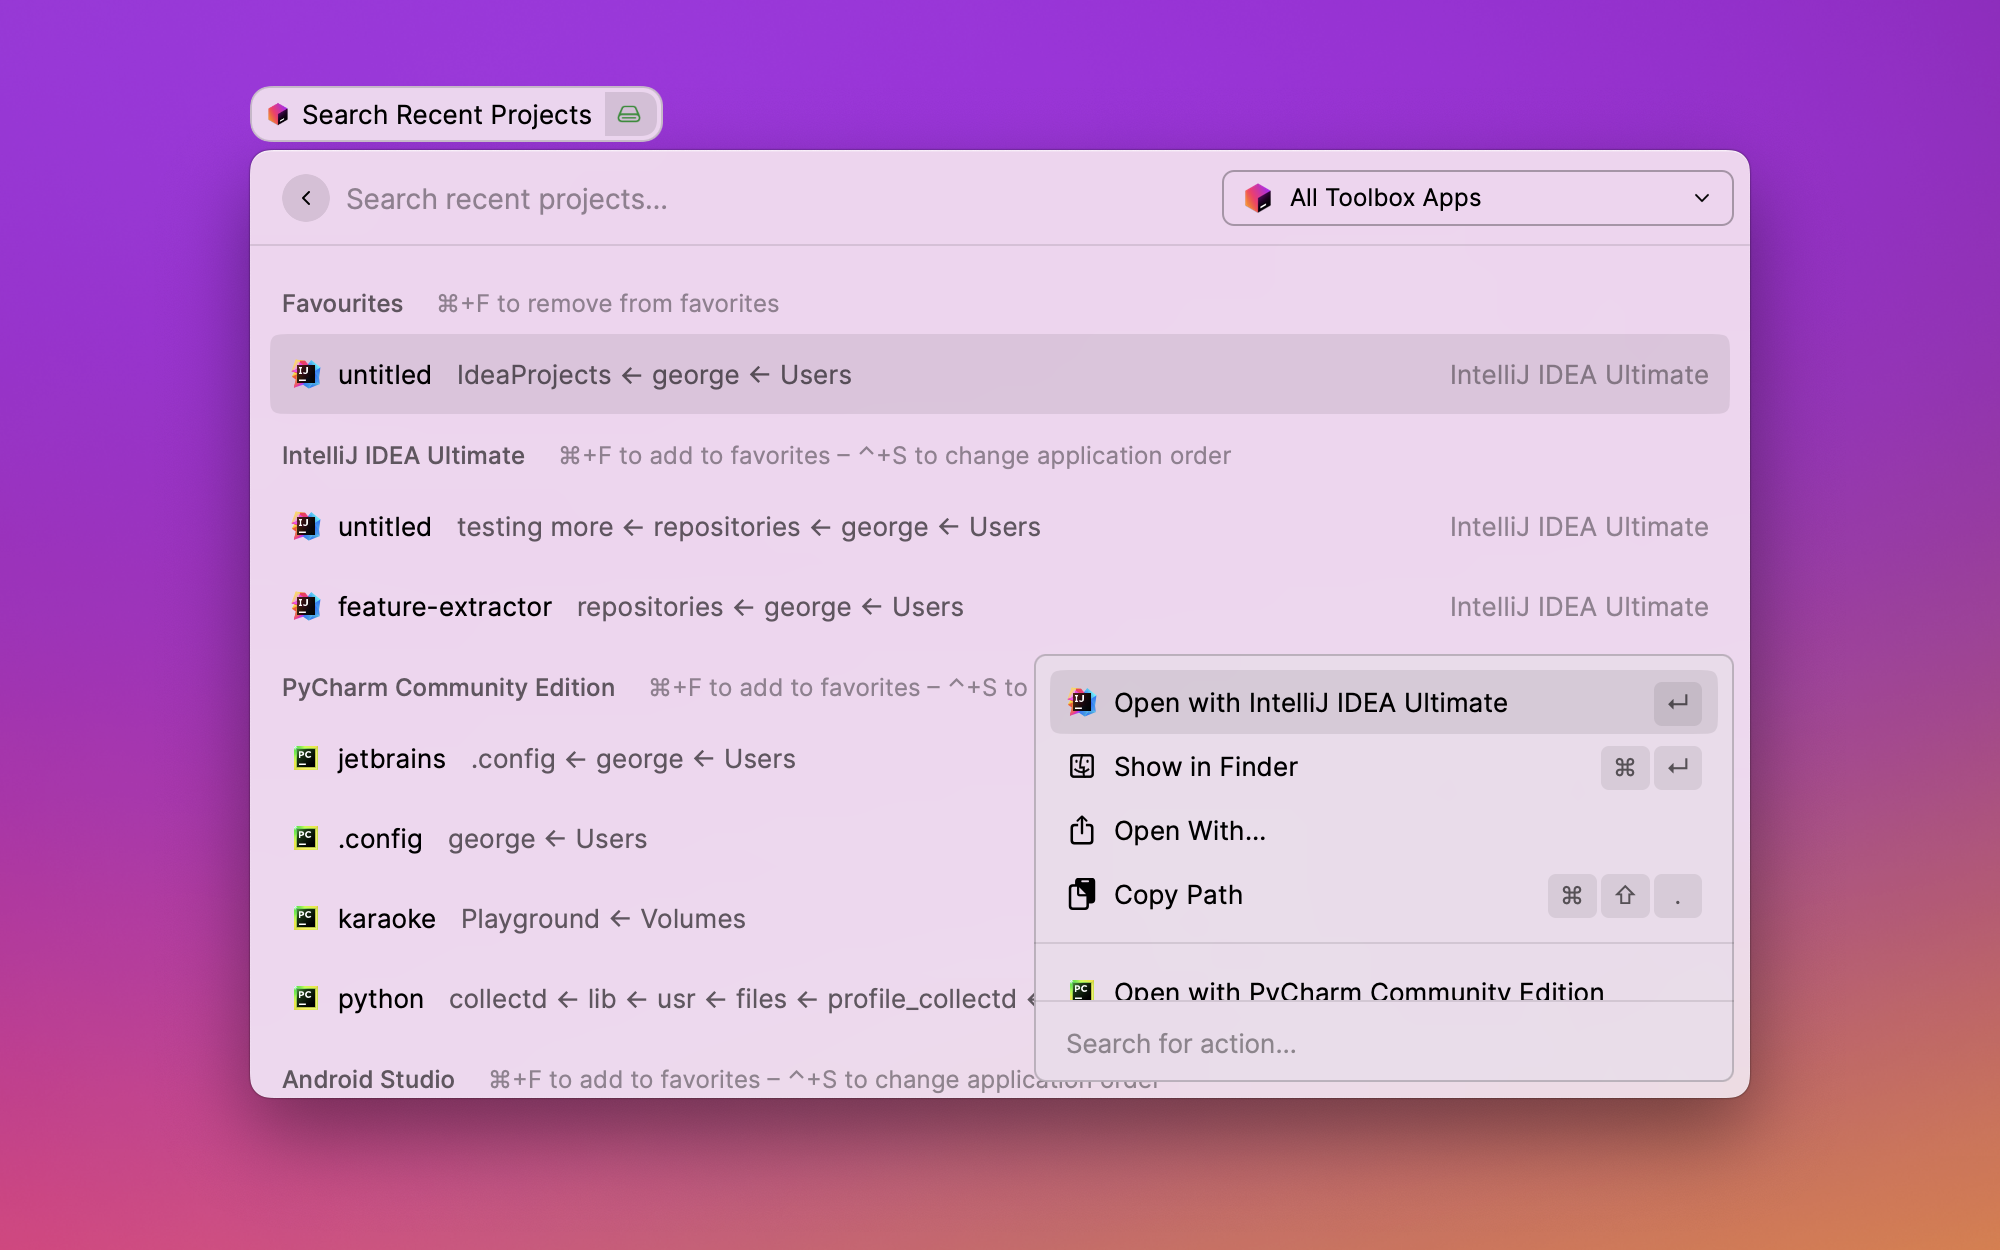 Search Recent Projects
Search recent projects...
All Toolbox Apps
Favourites ⌘+F to remove from favorites
untitled IdeaProjects ← george ← Users IntelliJ IDEA Ultimate
IntelliJ IDEA Ultimate ⌘+F to add to favorites – ^+S to change application order
untitled testing more ← repositories ← george ← Users IntelliJ IDEA Ultimate
feature-extractor repositories ← george ← Users IntelliJ IDEA Ultimate
PyCharm Community Edition ⌘+F to add to favorites – ^+S to
jetbrains .config ← george ← Users
.config george ← Users
karaoke Playground ← Volumes
python collectd ← lib ← usr ← files ← profile_collectd ←
Android Studio ⌘+F to add to favorites – ^+S to change application order
Open with IntelliJ IDEA Ultimate ↵
Show in Finder ⌘ ↵
Open With...
Copy Path ⌘ ⇧ .
Open with PyCharm Community Edition
Search for action...